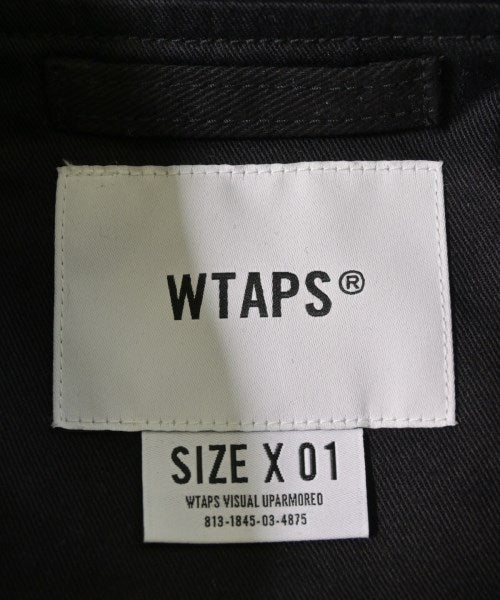 WTAPS®
SIZE X 01
WTAPS VISUAL UPARMORED
813-1845-03-4875